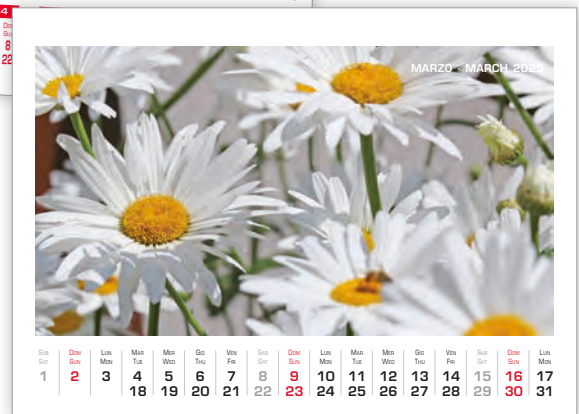 4
8
22
MARZO · MARCH 2025
SAB DOM LUN MAR MER GIO VEN SAB DOM LUN MAR MER GIO VEN SAB DOM LUN
SAT SUN MON TUE WED THU FRI SAT SUN MON TUE WED THU FRI SAT SUN MON
1 2 3 4 5 6 7 8 9 10 11 12 13 14 15 16 17
18 19 20 21 22 23 24 25 26 27 28 29 30 31